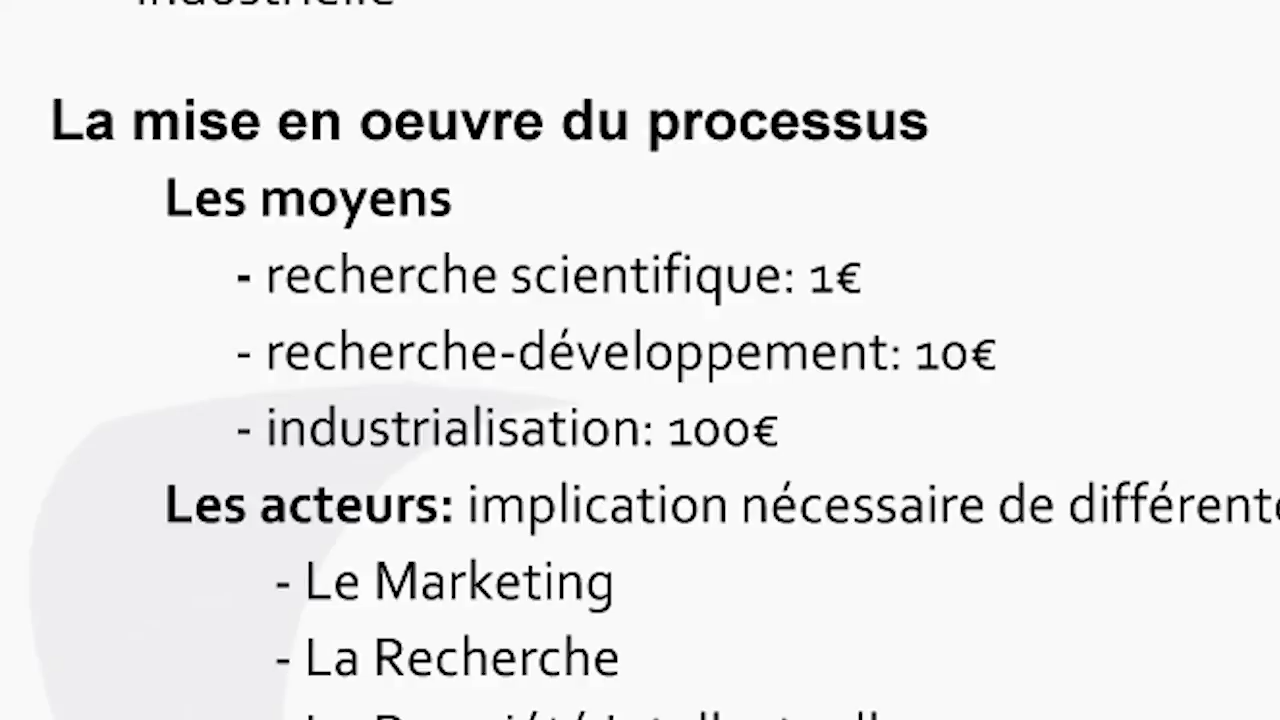 industrielle
La mise en oeuvre du processus
Les moyens
- recherche scientifique: 1€
- recherche-développement: 10€
- industrialisation: 100€
Les acteurs: implication nécessaire de
- Le Marketing
- La Recherche